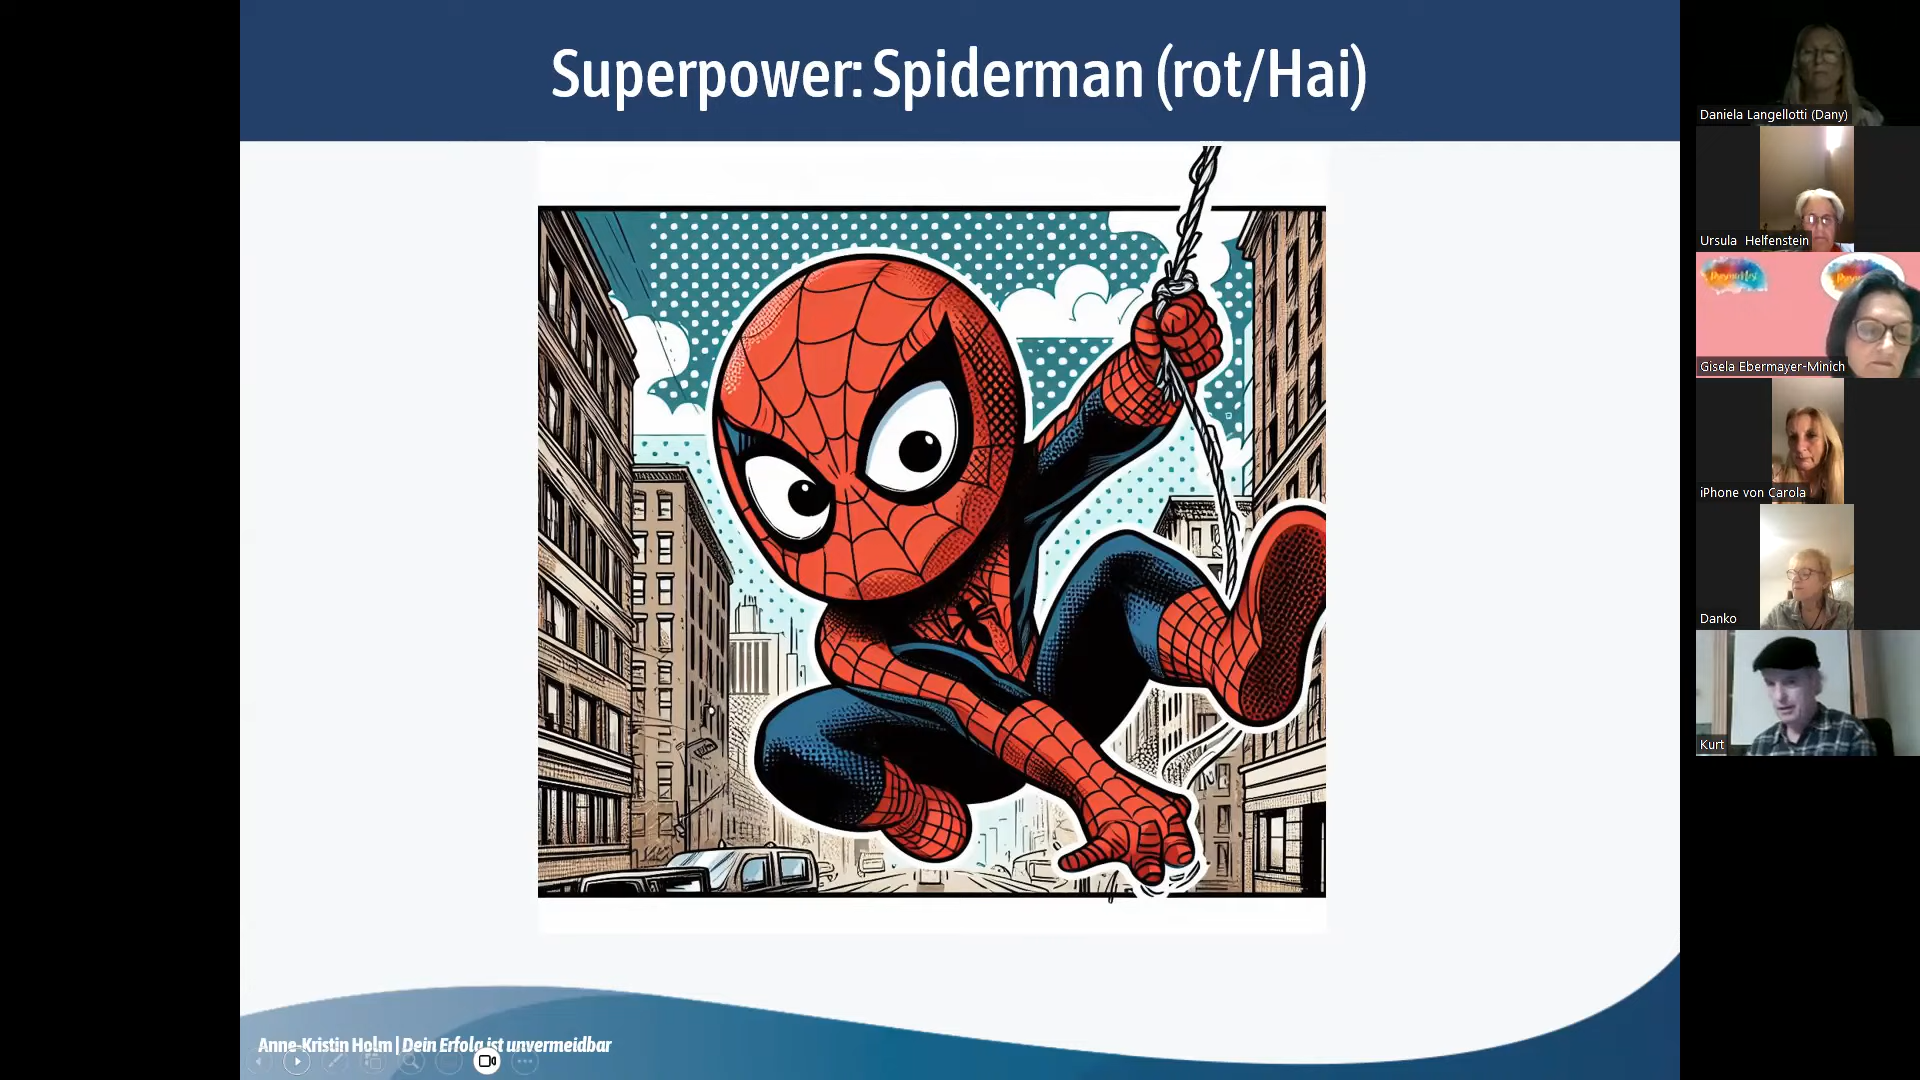 Superpower: Spiderman (rot/Hai)
Anne-Kristin Holm | Dein Erfolg ist unvermeidbar
Daniela Langellotti (Dany)
Ursula Helfenstein
Gisela Ebermayer-Minich
iPhone von Carola
Danko
Kurt